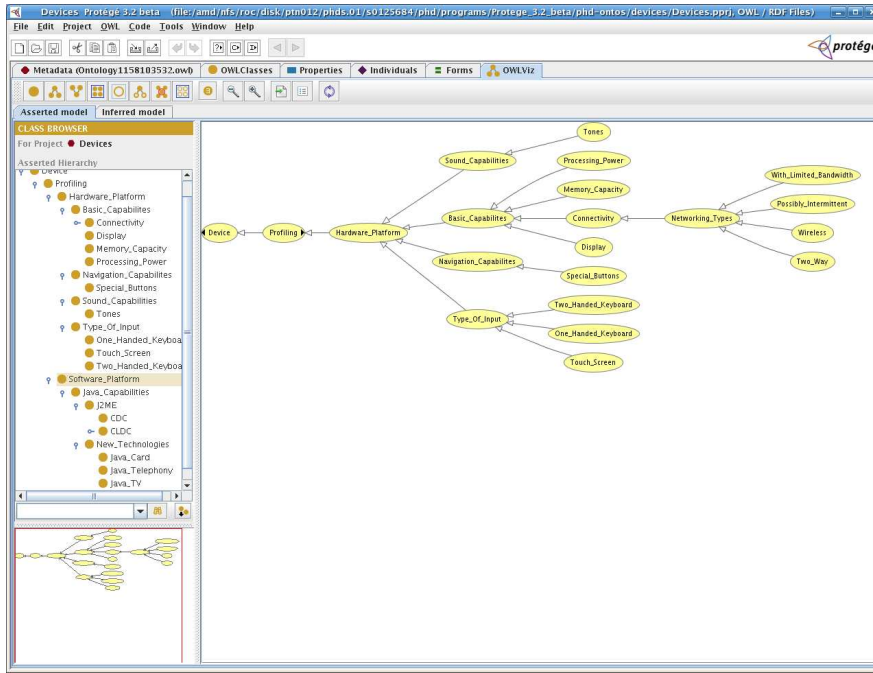 Devices Protégé 3.2 beta (file:/amd/nfs/roc/disk/ptn012/phds.01/s0125684/phd/programs/Protege_3.2_beta/phd-ontos/devices/Devices.pprj, OWL / RDF Files)
File Edit Project OWL Code Tools Window Help
protégé
Metadata (Ontology1158103532.owl) OWLClasses Properties Individuals Forms OWLViz
Asserted model Inferred model
CLASS BROWSER
For Project Devices
Asserted Hierarchy
Device
Profiling
Hardware_Platform
Basic_Capabilites
Connectivity
Display
Memory_Capacity
Processing_Power
Navigation_Capabilites
Special_Buttons
Sound_Capabilities
Tones
Type_Of_Input
One_Handed_Keyboa
Touch_Screen
Two_Handed_Keyboa
Software_Platform
Java_Capabilities
J2ME
CDC
CLDC
New_Technologies
Java_Card
Java_Telephony
Java_TV
Tones
Sound_Capabilities
Processing_Power
With_Limited_Bandwidth
Memory_Capacity
Possibly_Intermittent
Basic_Capabilites
Connectivity
Networking_Types
Device
Profiling
Hardware_Platform
Wireless
Display
Navigation_Capabilites
Two_Way
Special_Buttons
Two_Handed_Keyboard
Type_Of_Input
One_Handed_Keyboard
Touch_Screen